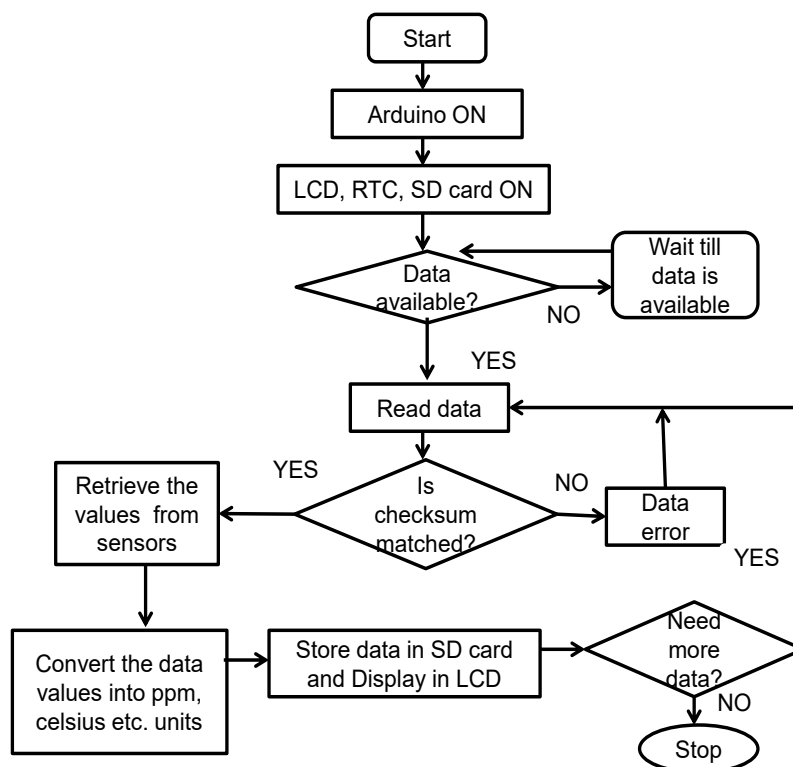 Start
Arduino ON
LCD, RTC, SD card ON
Data
available?
NO
Wait till
data is
available
YES
Read data
Is
checksum
matched?
YES
NO
Retrieve the
values from
sensors
Data
error
YES
Convert the data
values into ppm,
celsius etc. units
Store data in SD card
and Display in LCD
Need
more
data?
NO
Stop